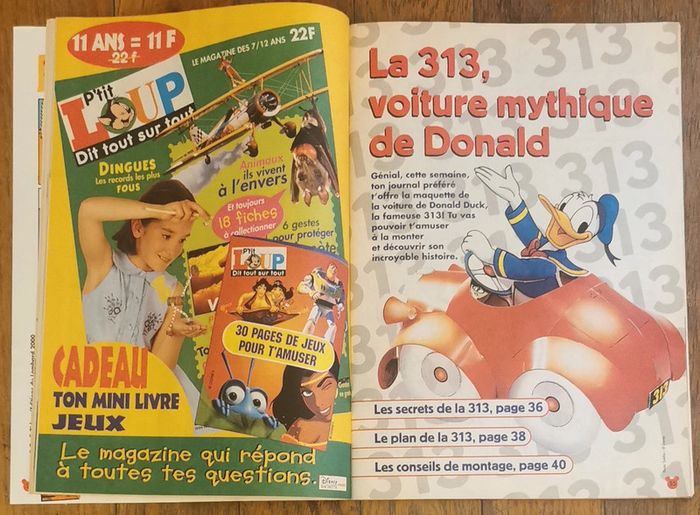 11 ANS = 11 F
22 F
LE MAGAZINE DES 7/12 ANS 22F
P'tit
LOUP
Dit tout sur tout
DINGUES
Les records les plus
FOUS
Animaux
ils vivent
à l'envers
Et toujours
18 fiches
à collectionner
6 gestes
pour protéger
P'tit
LOUP
Dit tout sur tout
30 PAGES DE JEUX
POUR T'AMUSER
CADEAU
TON MINI LIVRE
JEUX
Le magazine qui répond
à toutes tes questions.
La 313,
voiture mythique
de Donald
Génial, cette semaine,
ton journal préféré
t'offre la maquette de
la voiture de Donald Duck,
la fameuse 313! Tu vas
pouvoir t'amuser
à la monter
et découvrir son
incroyable histoire.
313
Les secrets de la 313, page 36
Le plan de la 313, page 38
Les conseils de montage, page 40